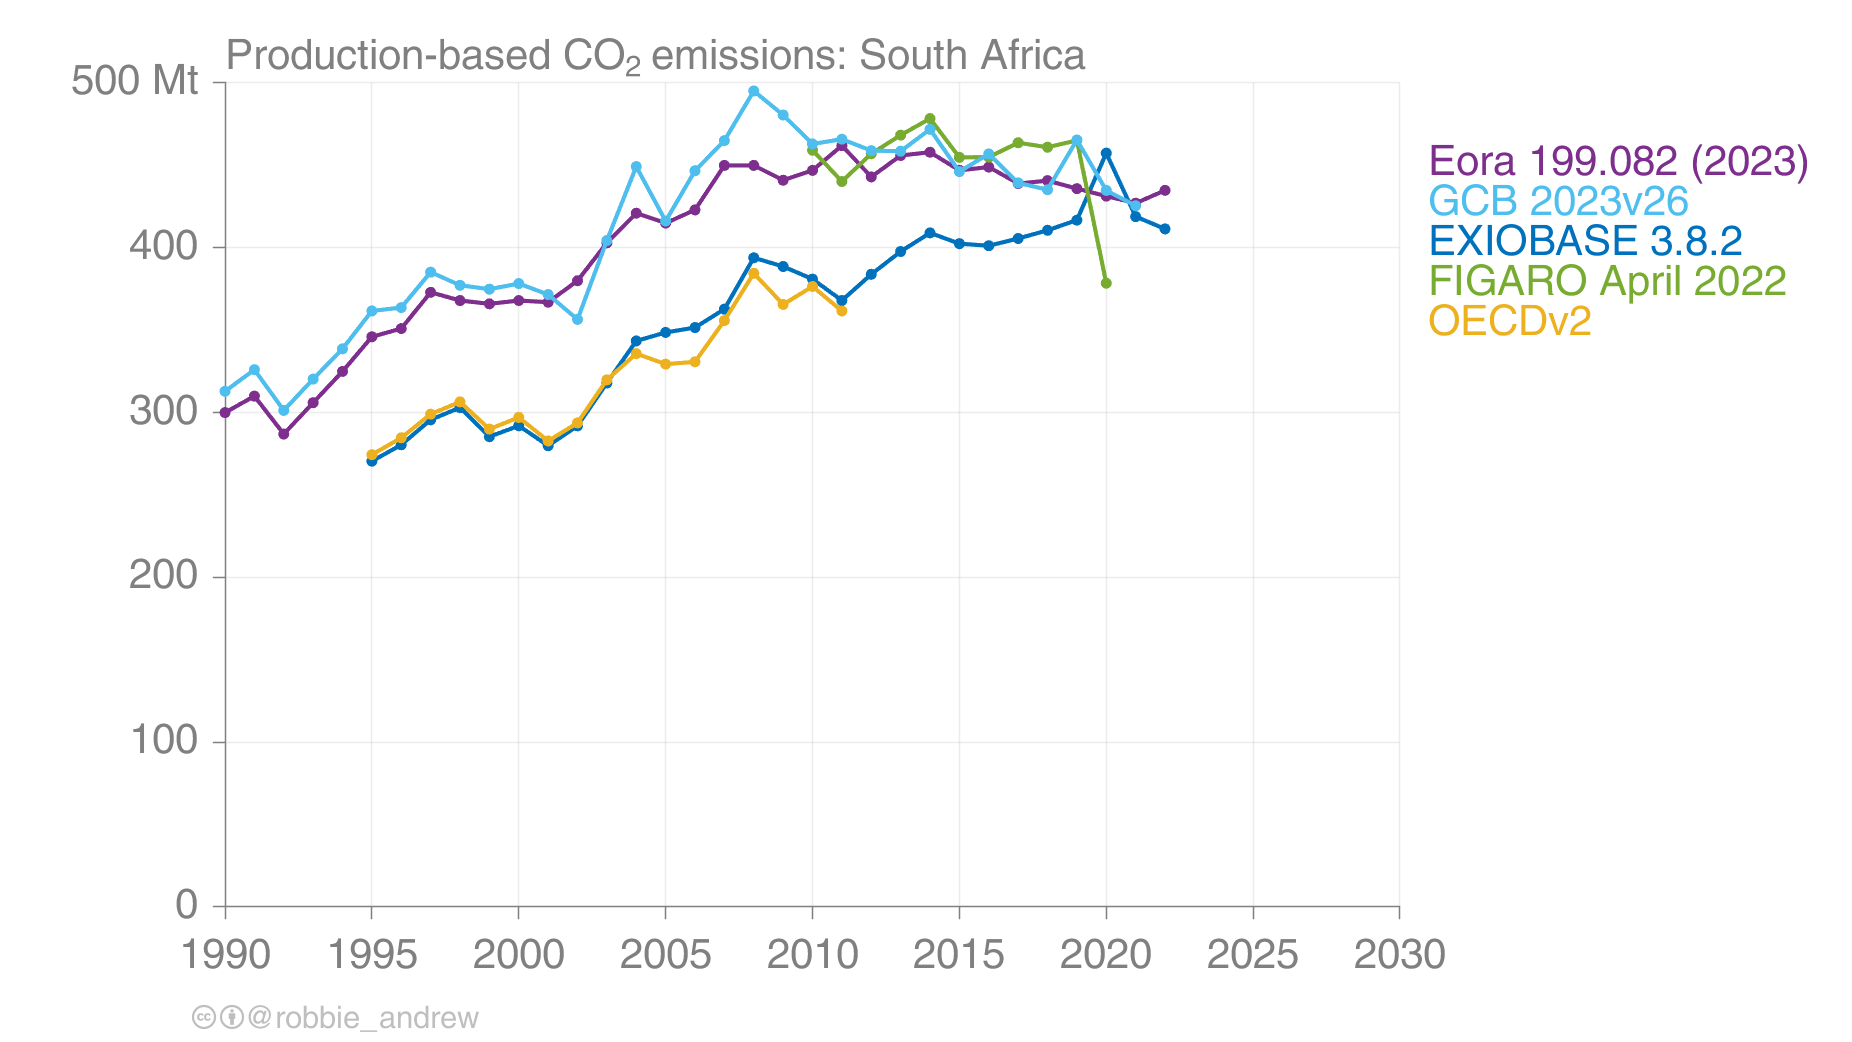 Production-based CO₂ emissions: South Africa
500 Mt
400
300
200
100
0
1990 1995 2000 2005 2010 2015 2020 2025 2030
Eora 199.082 (2023)
GCB 2023v26
EXIOBASE 3.8.2
FIGARO April 2022
OECDv2
cc @robbie_andrew